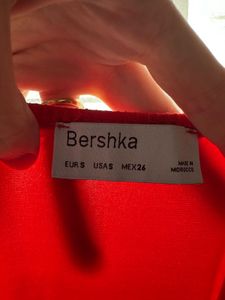 Bershka
EUR S USA S MEX 26
MADE IN
MOROCCO